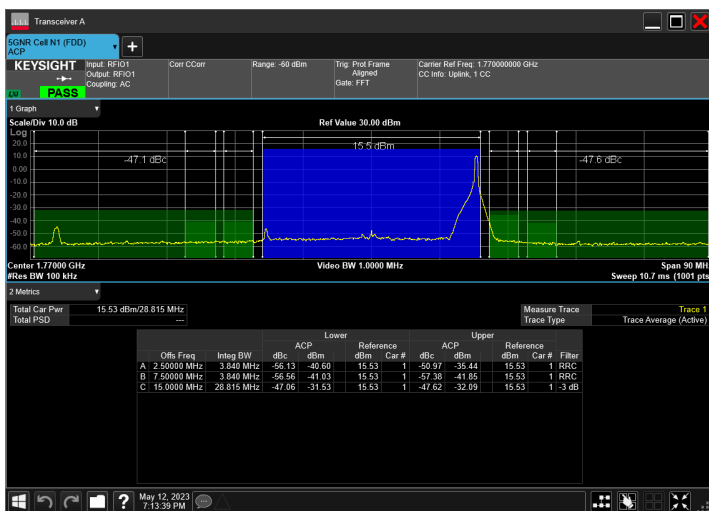 Transceiver A
5GNR Cell N1 (FDD)
ACP
KEYSIGHT
LXI
PASS
Input: RFIO1
Output: RFIO1
Coupling: AC
Corr CCorr
Range: -60 dBm
Trig: Prot Frame
Aligned
Gate: FFT
Carrier Ref Freq: 1.770000000 GHz
CC Info: Uplink, 1 CC
1 Graph
Scale/Div 10.0 dB
Ref Value 30.00 dBm
Log
20.0
10.0
0.00
-10.0
-20.0
-30.0
-40.0
-50.0
-60.0
-47.1 dBc
15.5 dBm
-47.6 dBc
Center 1.77000 GHz
Video BW 1.0000 MHz
Span 90 MHz
#Res BW 100 kHz
Sweep 10.7 ms (1001 pts
2 Metrics
Total Car Pwr 15.53 dBm/28.815 MHz
Total PSD ---
Measure Trace Trace 1
Trace Type Trace Average (Active)
Lower Upper
ACP Reference ACP Reference
Offs Freq Integ BW dBc dBm dBm Car # dBc dBm dBm Car # Filter
A 2.50000 MHz 3.840 MHz -56.13 -40.60 15.53 1 -50.97 -35.44 15.53 1 RRC
B 7.50000 MHz 3.840 MHz -56.56 -41.03 15.53 1 -57.38 -41.85 15.53 1 RRC
C 15.0000 MHz 28.815 MHz -47.06 -31.53 15.53 1 -47.62 -32.09 15.53 1 -3 dB
May 12, 2023
7:13:39 PM